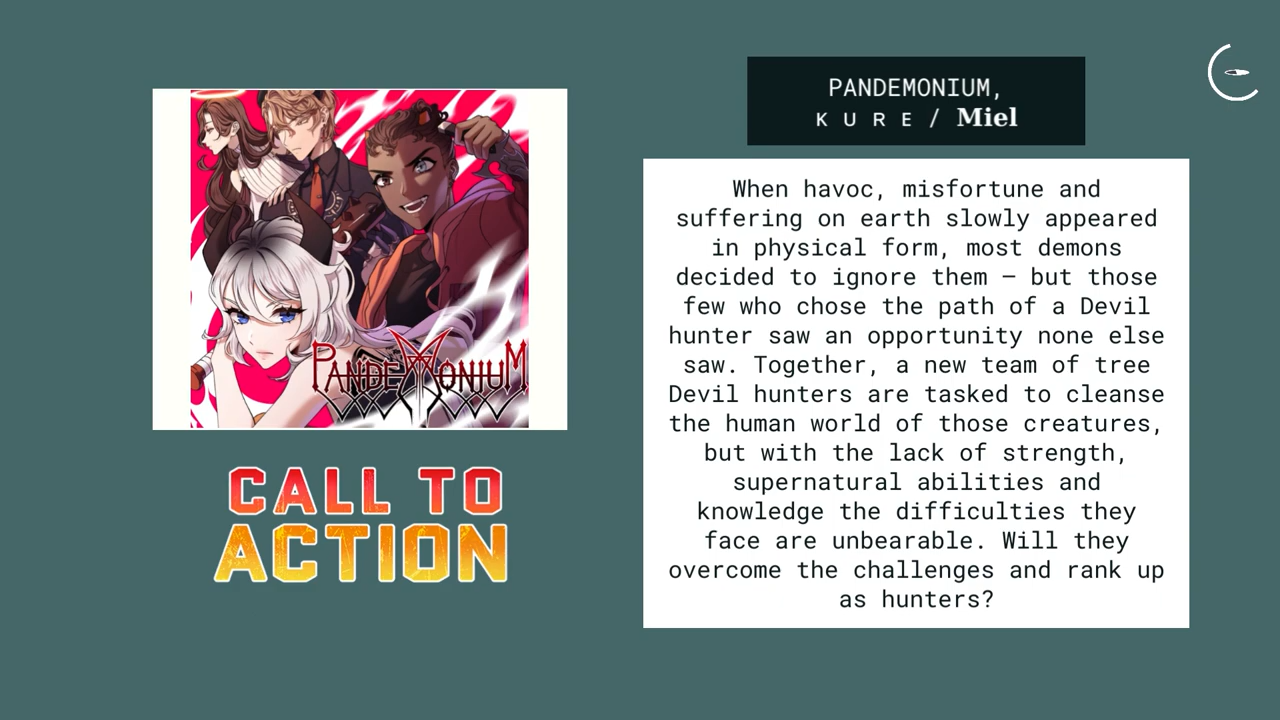 PANDEMONIUM,
KURE/ Miel
When havoc, misfortune and
suffering on earth slowly appeared
in physical form, most demons
decided to ignore them – but those
few who chose the path of a Devil
hunter saw an opportunity none else
saw. Together, a new team of tree
Devil hunters are tasked to cleanse
the human world of those creatures,
but with the lack of strength,
supernatural abilities and
knowledge the difficulties they
face are unbearable. Will they
overcome the challenges and rank up
as hunters?
PANDEMONIUM
CALL TO
ACTION